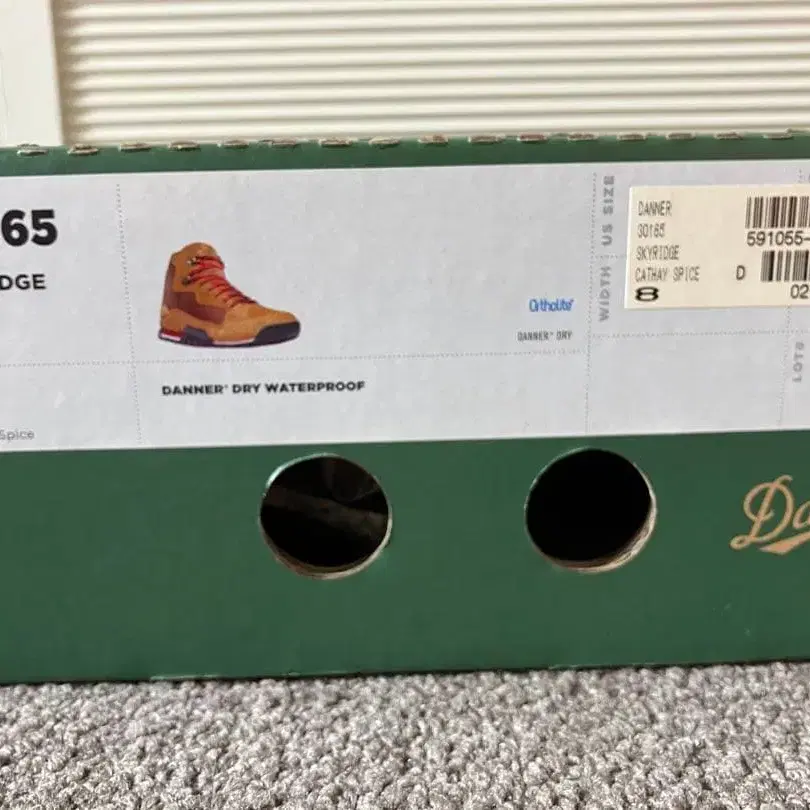 65
DGE
Spice
OrthoLite®
DANNER® DRY
DANNER® DRY WATERPROOF
US SIZE
WIDTH
DANNER
30165
SKYRIDGE
CATHAY SPICE D
8
591055-
02
LOTS
Da